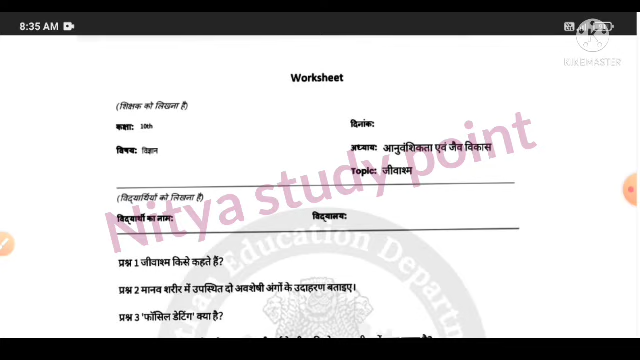 8:35 AM
KINEMASTER
Worksheet
(शिक्षक को लिखना है)
कक्षा: 10th
दिनांक:
विषय: विज्ञान
अध्याय: आनुवंशिकता एवं जैव विकास
Topic: जीवाश्म
Nitya study point
(विद्यार्थियों को लिखना है)
विद्यार्थी का नाम:
विद्यालय:
Education Depart
प्रश्न 1 जीवाश्म किसे कहते हैं?
प्रश्न 2 मानव शरीर में उपस्थित दो अवशेषी अंगों के उदाहरण बताइए।
प्रश्न 3 'फॉसिल डेटिंग' क्या है?